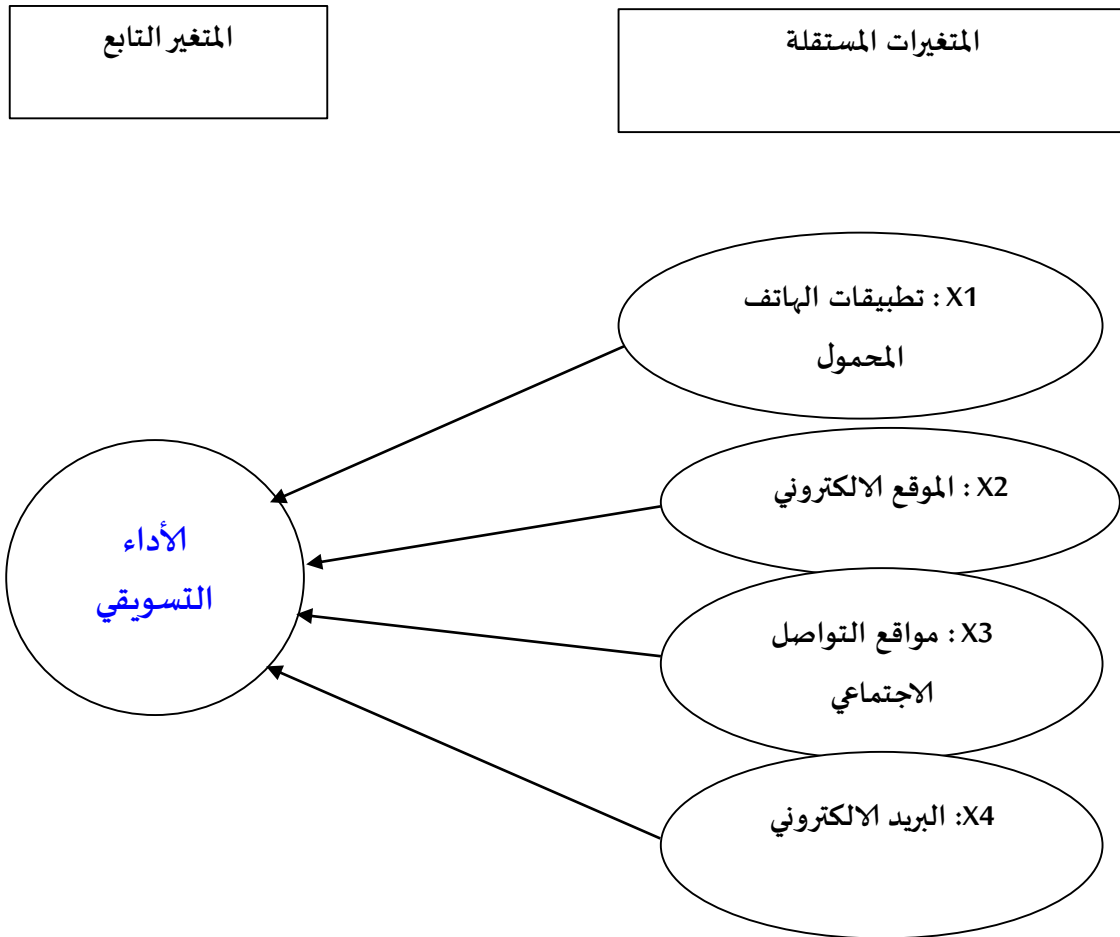 المتغيرات المستقلة
المتغير التابع
X1 : تطبيقات الهاتف
المحمول
X2 : الموقع الالكتروني
X3 : مواقع التواصل
الاجتماعي
X4: البريد الالكتروني
الأداء
التسويقي